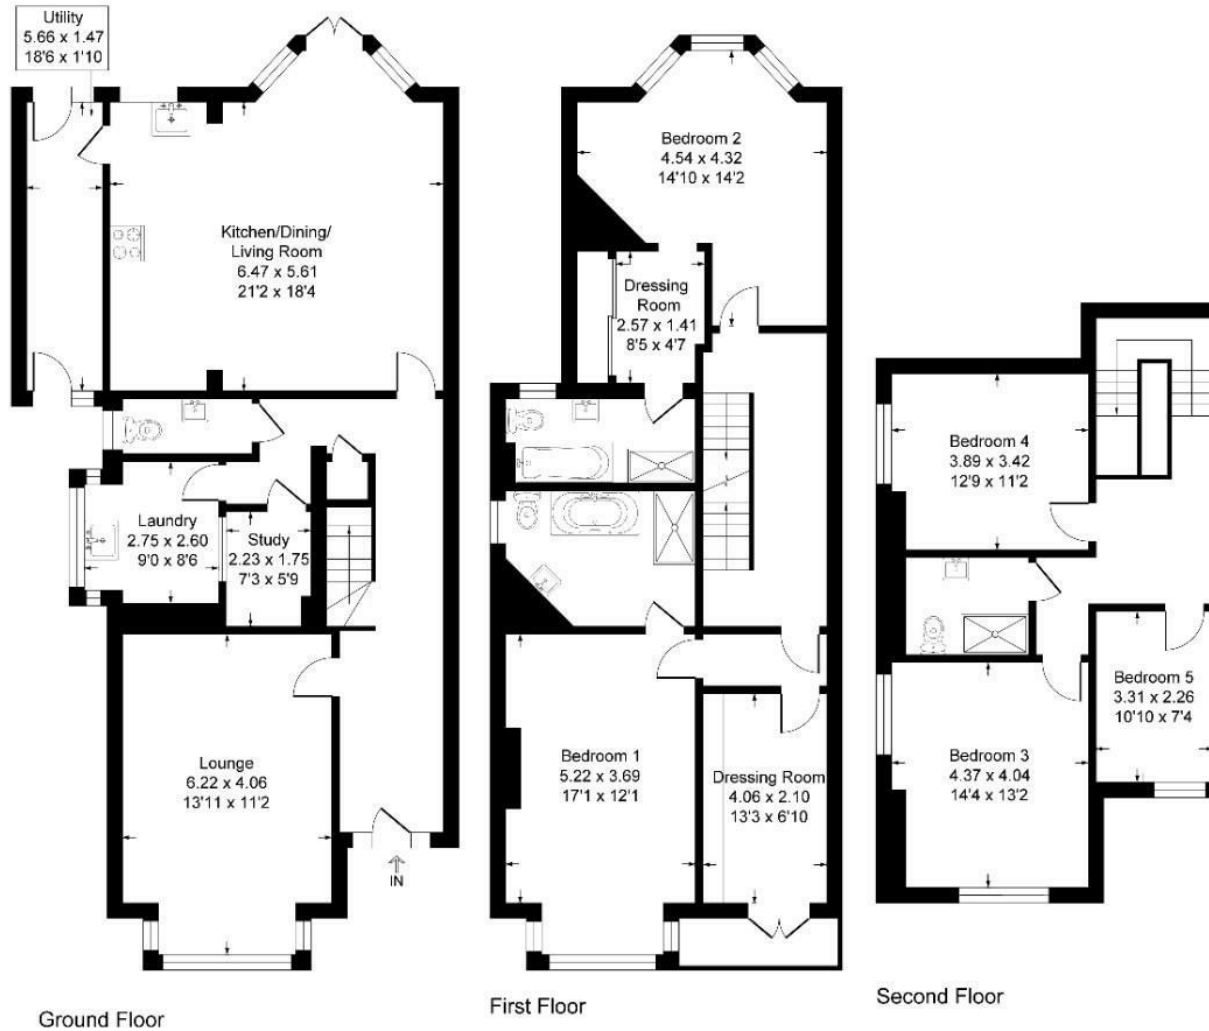 Utility
5.66 x 1.47
18'6 x 1'10
Kitchen/Dining/
Living Room
6.47 x 5.61
21'2 x 18'4
Laundry
2.75 x 2.60
9'0 x 8'6
Study
2.23 x 1.75
7'3 x 5'9
Lounge
6.22 x 4.06
13'11 x 11'2
IN
Ground Floor
Bedroom 2
4.54 x 4.32
14'10 x 14'2
Dressing
Room
2.57 x 1.41
8'5 x 4'7
Bedroom 1
5.22 x 3.69
17'1 x 12'1
Dressing Room
4.06 x 2.10
13'3 x 6'10
First Floor
Bedroom 4
3.89 x 3.42
12'9 x 11'2
Bedroom 5
3.31 x 2.26
10'10 x 7'4
Bedroom 3
4.37 x 4.04
14'4 x 13'2
Second Floor